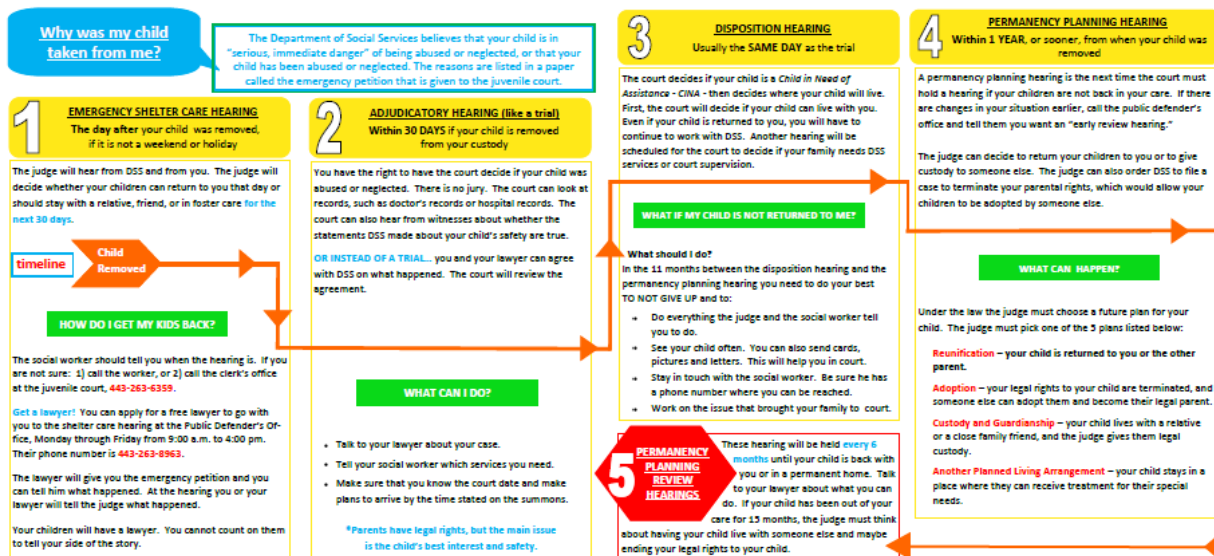 Why was my child
taken from me?
The Department of Social Services believes that your child is in
"serious, immediate danger" of being abused or neglected, or that your
child has been abused or neglected. The reasons are listed in a paper
called the emergency petition that is given to the juvenile court.
1
EMERGENCY SHELTER CARE HEARING
The day after your child was removed,
if it is not a weekend or holiday
The judge will hear from DSS and from you. The judge will
decide whether your children can return to you that day or
should stay with a relative, friend, or in foster care for the
next 30 days.
timeline
Child
Removed
HOW DO I GET MY KIDS BACK?
The social worker should tell you when the hearing is. If you
are not sure: 1) call the worker, or 2) call the clerk's office
at the juvenile court, 443-263-6359.
Get a lawyer! You can apply for a free lawyer to go with
you to the shelter care hearing at the Public Defender's Of-
fice, Monday through Friday from 9:00 a.m. to 4:00 pm.
Their phone number is 443-263-8963.
The lawyer will give you the emergency petition and you
can tell him what happened. At the hearing you or your
lawyer will tell the judge what happened.
Your children will have a lawyer. You cannot count on them
to tell your side of the story.
2
ADJUDICATORY HEARING (like a trial)
Within 30 DAYS if your child is removed
from your custody
You have the right to have the court decide if your child was
abused or neglected. There is no jury. The court can look at
records, such as doctor's records or hospital records. The
court can also hear from witnesses about whether the
statements DSS made about your child's safety are true.
OR INSTEAD OF A TRIAL... you and your lawyer can agree
with DSS on what happened. The court will review the
agreement.
WHAT CAN I DO?
• Talk to your lawyer about your case.
• Tell your social worker which services you need.
• Make sure that you know the court date and make
plans to arrive by the time stated on the summons.
*Parents have legal rights, but the main issue
is the child's best interest and safety.
3
DISPOSITION HEARING
Usually the SAME DAY as the trial
The court decides if your child is a Child in Need of
Assistance - CINA - then decides where your child will live.
First, the court will decide if your child can live with you.
Even if your child is returned to you, you will have to
continue to work with DSS. Another hearing will be
scheduled for the court to decide if your family needs DSS
services or court supervision.
WHAT IF MY CHILD IS NOT RETURNED TO ME?
What should I do?
In the 11 months between the disposition hearing and the
permanency planning hearing you need to do your best
TO NOT GIVE UP and to:
→ Do everything the judge and the social worker tell
you to do.
→ See your child often. You can also send cards,
pictures and letters. This will help you in court.
→ Stay in touch with the social worker. Be sure he has
a phone number where you can be reached.
→ Work on the issue that brought your family to court.
5
PERMANENCY
PLANNING
REVIEW
HEARINGS
These hearing will be held every 6
months until your child is back with
you or in a permanent home. Talk
to your lawyer about what you can
do. If your child has been out of your
care for 15 months, the judge must think
about having your child live with someone else and maybe
ending your legal rights to your child.
4
PERMANENCY PLANNING HEARING
Within 1 YEAR, or sooner, from when your child was
removed
A permanency planning hearing is the next time the court must
hold a hearing if your children are not back in your care. If there
are changes in your situation earlier, call the public defender's
office and tell them you want an "early review hearing."
The judge can decide to return your children to you or to give
custody to someone else. The judge can also order DSS to file a
case to terminate your parental rights, which would allow your
children to be adopted by someone else.
WHAT CAN HAPPEN?
Under the law the judge must choose a future plan for your
child. The judge must pick one of the 5 plans listed below:
Reunification – your child is returned to you or the other
parent.
Adoption – your legal rights to your child are terminated, and
someone else can adopt them and become their legal parent.
Custody and Guardianship – your child lives with a relative
or a close family friend, and the judge gives them legal
custody.
Another Planned Living Arrangement – your child stays in a
place where they can receive treatment for their special
needs.